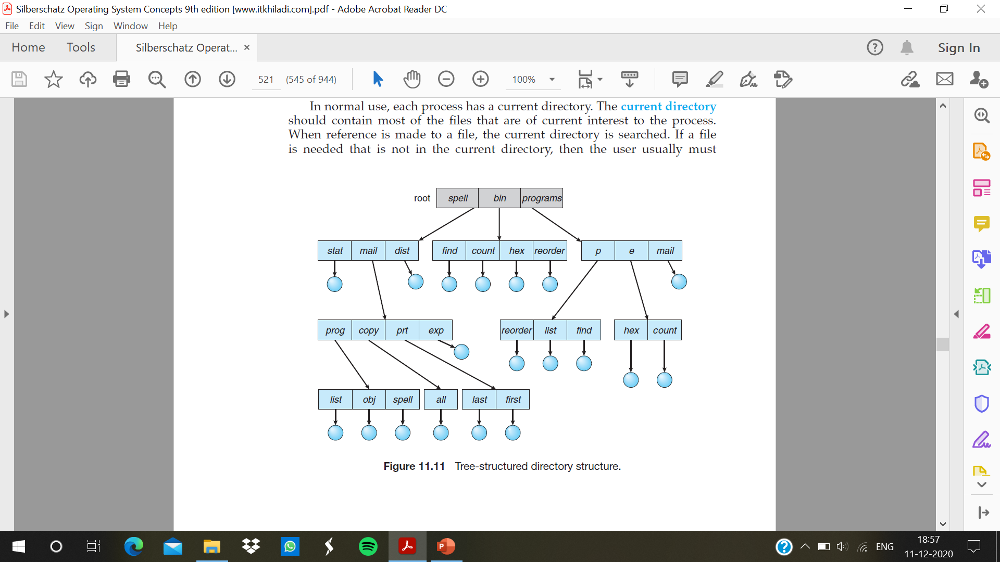 Silberschatz Operating System Concepts 9th edition [www.itkhiladi.com].pdf - Adobe Acrobat Reader DC
File Edit View Sign Window Help
Home Tools Silberschatz Operat... × Sign In
521 (545 of 944) 100%
In normal use, each process has a current directory. The current directory
should contain most of the files that are of current interest to the process.
When reference is made to a file, the current directory is searched. If a file
is needed that is not in the current directory, then the user usually must
root spell bin programs
stat mail dist find count hex reorder p e mail
prog copy prt exp reorder list find hex count
list obj spell all last first
Figure 11.11 Tree-structured directory structure.
ENG
18:57
11-12-2020